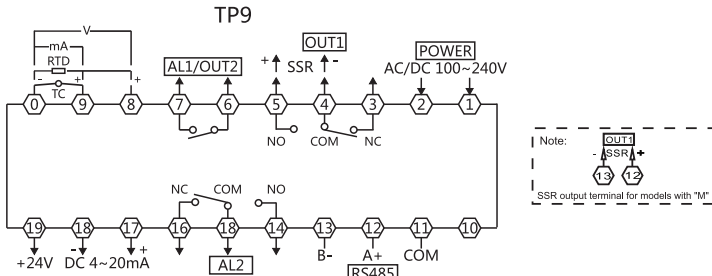 TP9
V
mA
RTD
- +
- TC +
AL1/OUT2
+ SSR -
OUT1
POWER
AC/DC 100~240V
0 9 8 7 6 5 4 3 2 1
NO COM NC
NC COM NO
19 18 17 16 18 14 13 12 11 10
+24V - DC 4~20mA +
AL2
B- A+ COM
RS485
Note:
OUT1
- SSR +
13 12
SSR output terminal for models with "M"